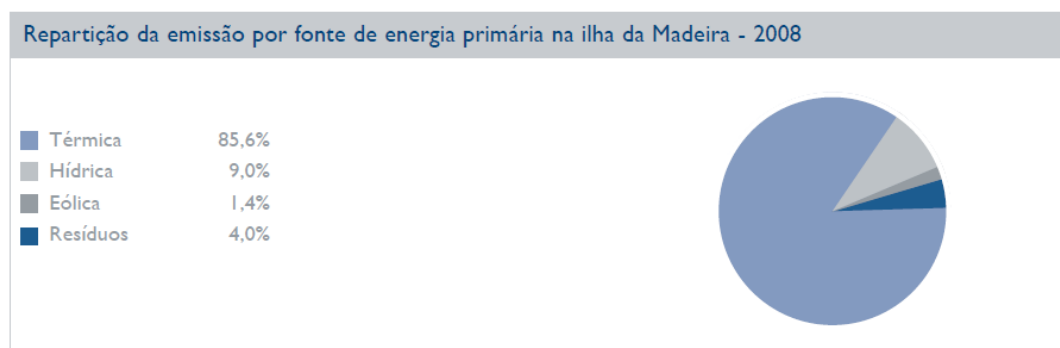 Repartição da emissão por fonte de energia primária na ilha da Madeira - 2008
Térmica 85,6%
Hídrica 9,0%
Eólica 1,4%
Resíduos 4,0%